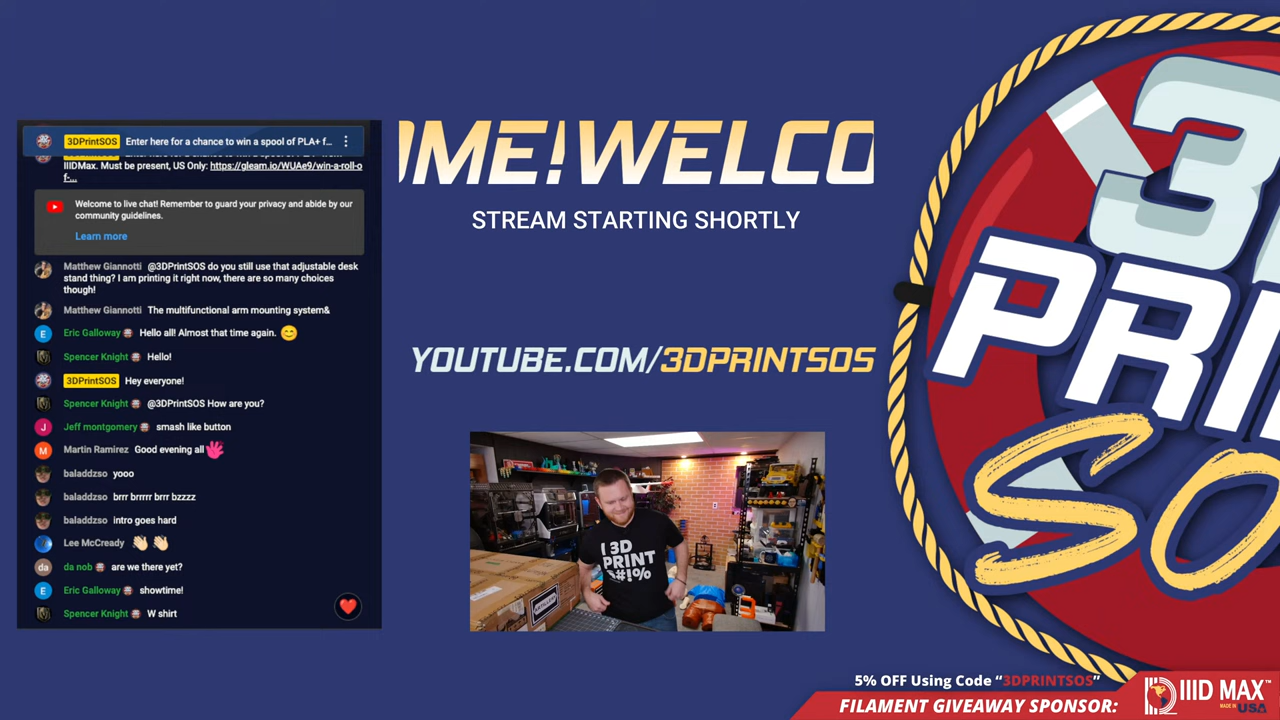 3DPrintSOS Enter here for a chance to win a spool of PLA+ f...
IIIDMax. Must be present, US Only: https://gleam.io/WUAe9/win-a-roll-o
f-...
Welcome to live chat! Remember to guard your privacy and abide by our
community guidelines.
Learn more
Matthew Giannotti @3DPrintSOS do you still use that adjustable desk
stand thing? I am printing it right now, there are so many choices
though!
Matthew Giannotti The multifunctional arm mounting system&
E Eric Galloway Hello all! Almost that time again. 😊
Spencer Knight Hello!
3DPrintSOS Hey everyone!
Spencer Knight @3DPrintSOS How are you?
J Jeff montgomery smash like button
M Martin Ramirez Good evening all
baladdzso yooo
baladdzso brrr brrrrr brrr bzzzz
baladdzso intro goes hard
Lee McCready 👋🏻 👋🏻
da da nob are we there yet?
E Eric Galloway showtime!
Spencer Knight W shirt
OME!WELCO
STREAM STARTING SHORTLY
YOUTUBE.COM/3DPRINTSOS
I 3D
PRINT
@#!%
3
PRI
SO
5% OFF Using Code “3DPRINTSOS”
FILAMENT GIVEAWAY SPONSOR:
IIID MAX™
MADE IN USA